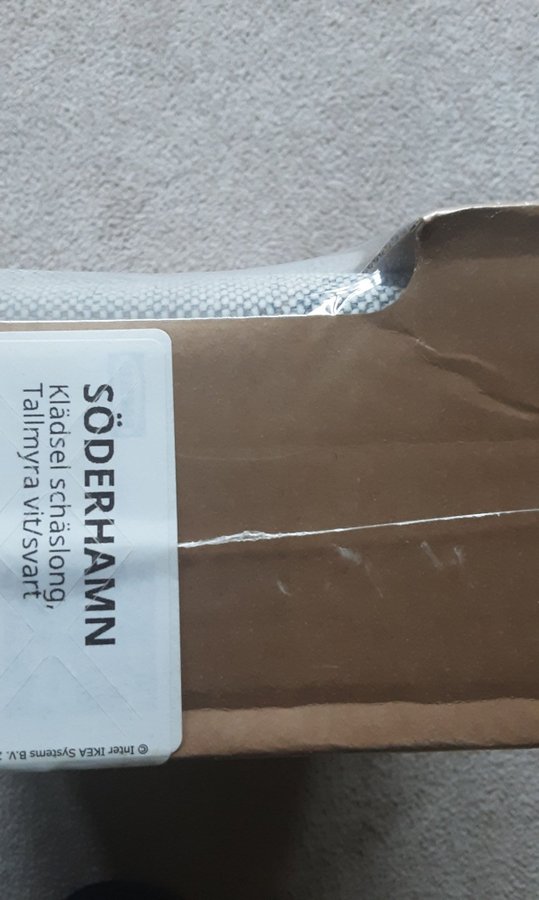 SÖDERHAMN
Klädsel schäslong,
Tallmyra vit/svart
© Inter IKEA Systems B.V.